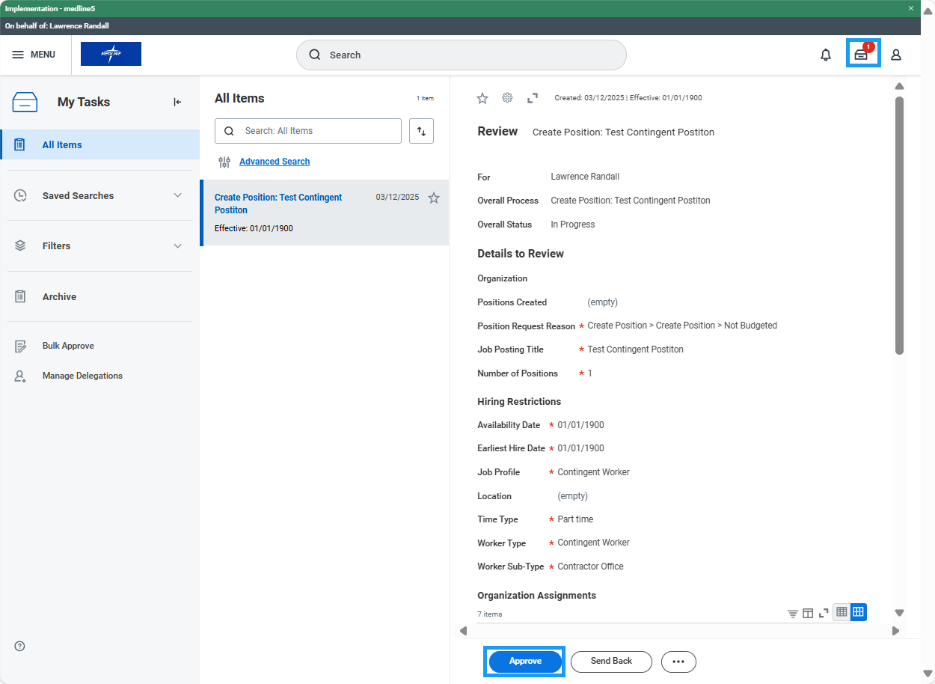 Implementation - medline5
On behalf of: Lawrence Randall
MENU
Search
1
My Tasks
All Items
Saved Searches
Filters
Archive
Bulk Approve
Manage Delegations
All Items
1 item
Search: All Items
Advanced Search
Create Position: Test Contingent Postiton
03/12/2025
Effective: 01/01/1900
Created: 03/12/2025 | Effective: 01/01/1900
Review Create Position: Test Contingent Postiton
For Lawrence Randall
Overall Process Create Position: Test Contingent Postiton
Overall Status In Progress
Details to Review
Organization
Positions Created (empty)
Position Request Reason * Create Position > Create Position > Not Budgeted
Job Posting Title * Test Contingent Postiton
Number of Positions * 1
Hiring Restrictions
Availability Date * 01/01/1900
Earliest Hire Date * 01/01/1900
Job Profile * Contingent Worker
Location (empty)
Time Type * Part time
Worker Type * Contingent Worker
Worker Sub-Type * Contractor Office
Organization Assignments
7 items
Approve
Send Back